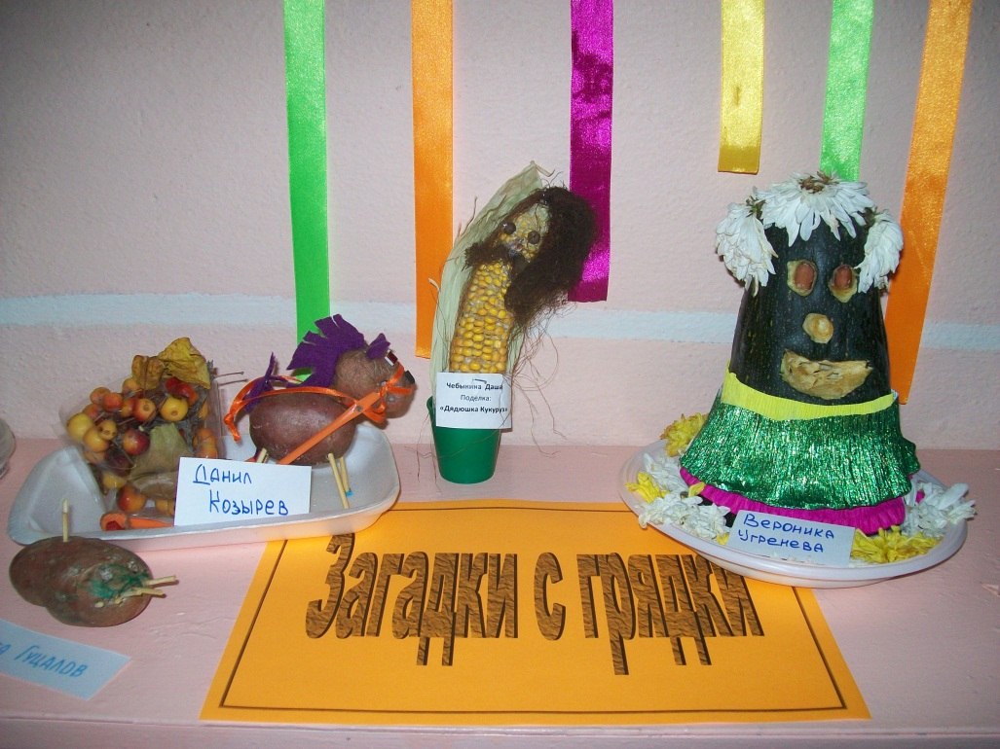 Чебыкина Даша
Поделка:
«Дядюшка Кукуруз»
Данил
Козырев
Вероника
Угренева
Гуцалов
Загадки с грядки